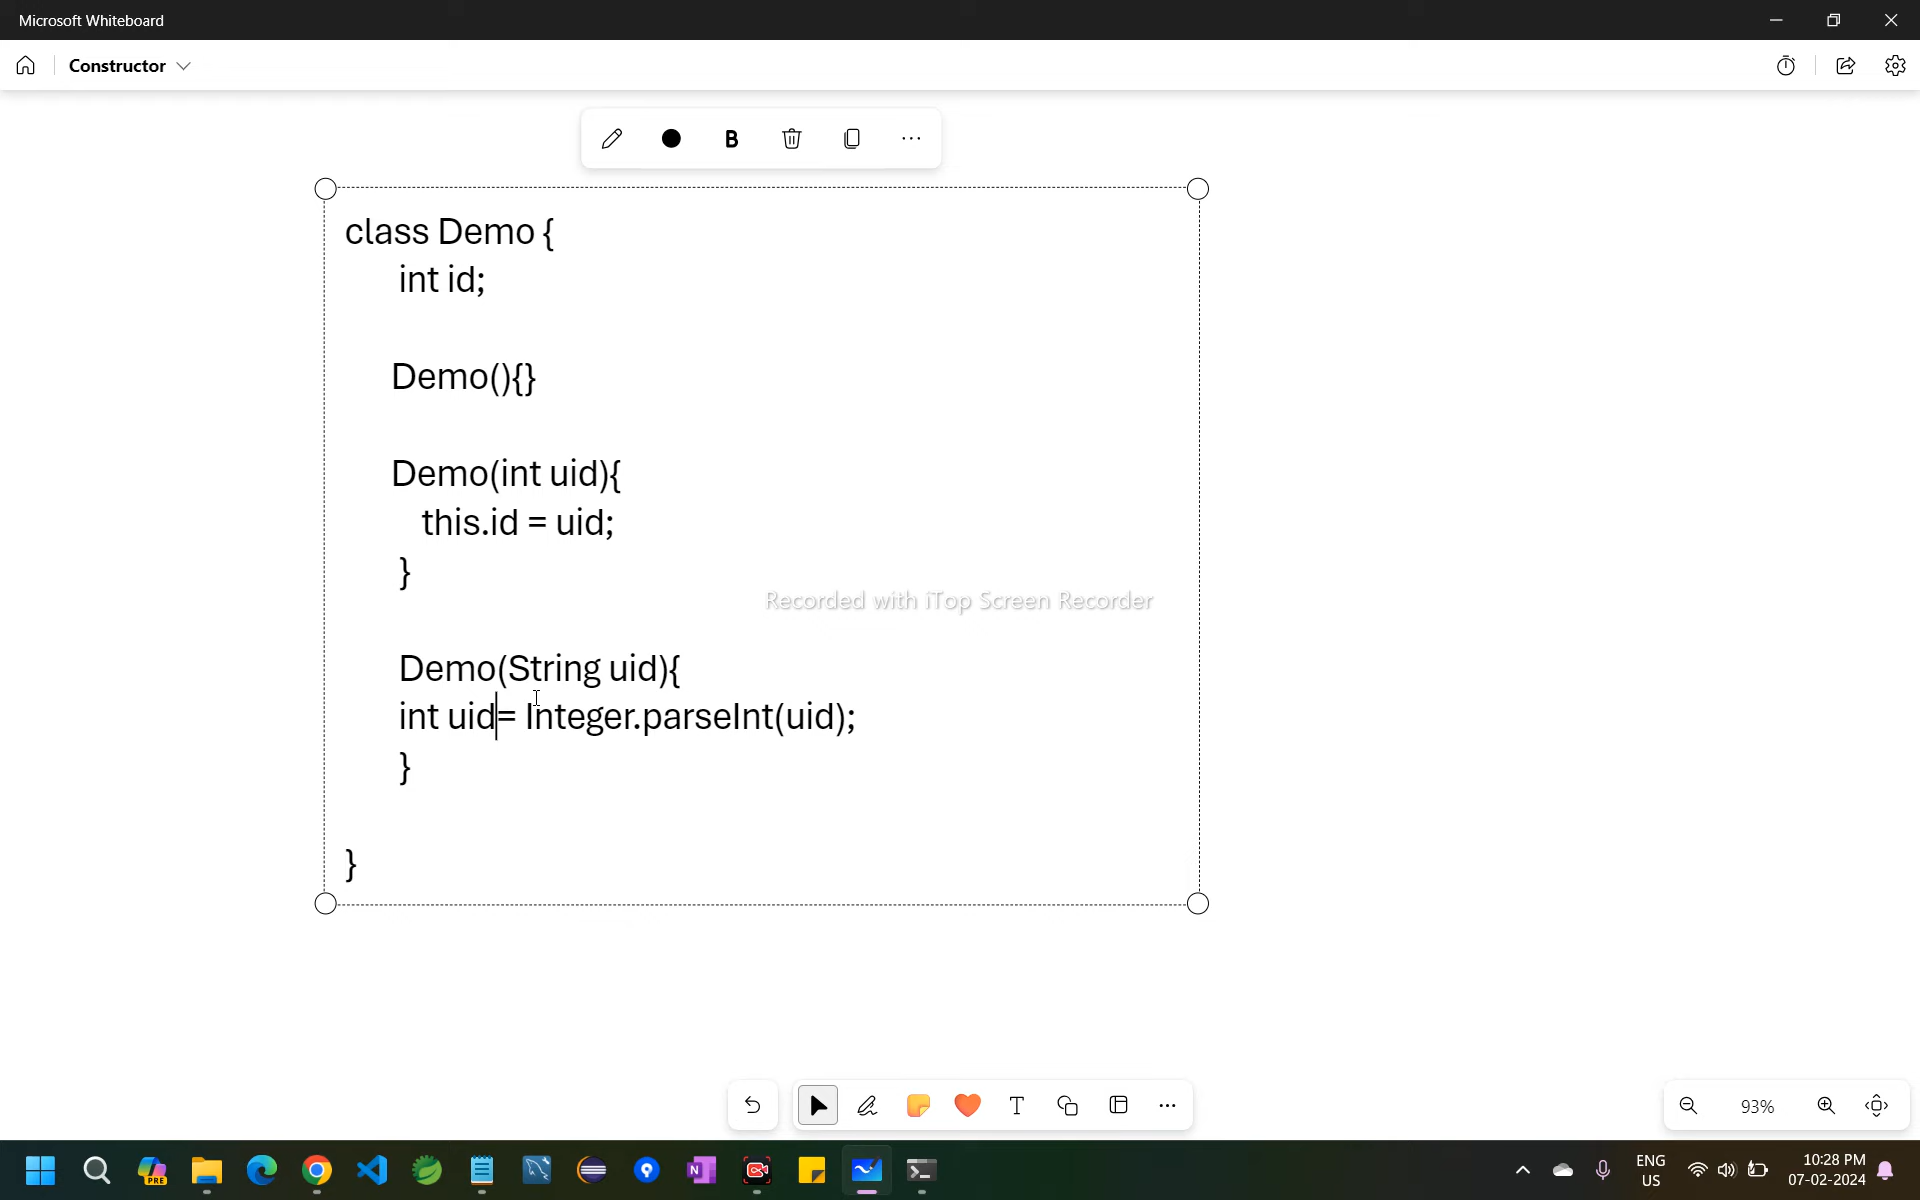 Microsoft Whiteboard
Constructor
B
class Demo {
int id;
Demo(){}
Demo(int uid){
this.id = uid;
}
Recorded with iTop Screen Recorder
Demo(String uid){
int uid= Integer.parseInt(uid);
}
}
T
93%
PRE
N
ENG
US
10:28 PM
07-02-2024